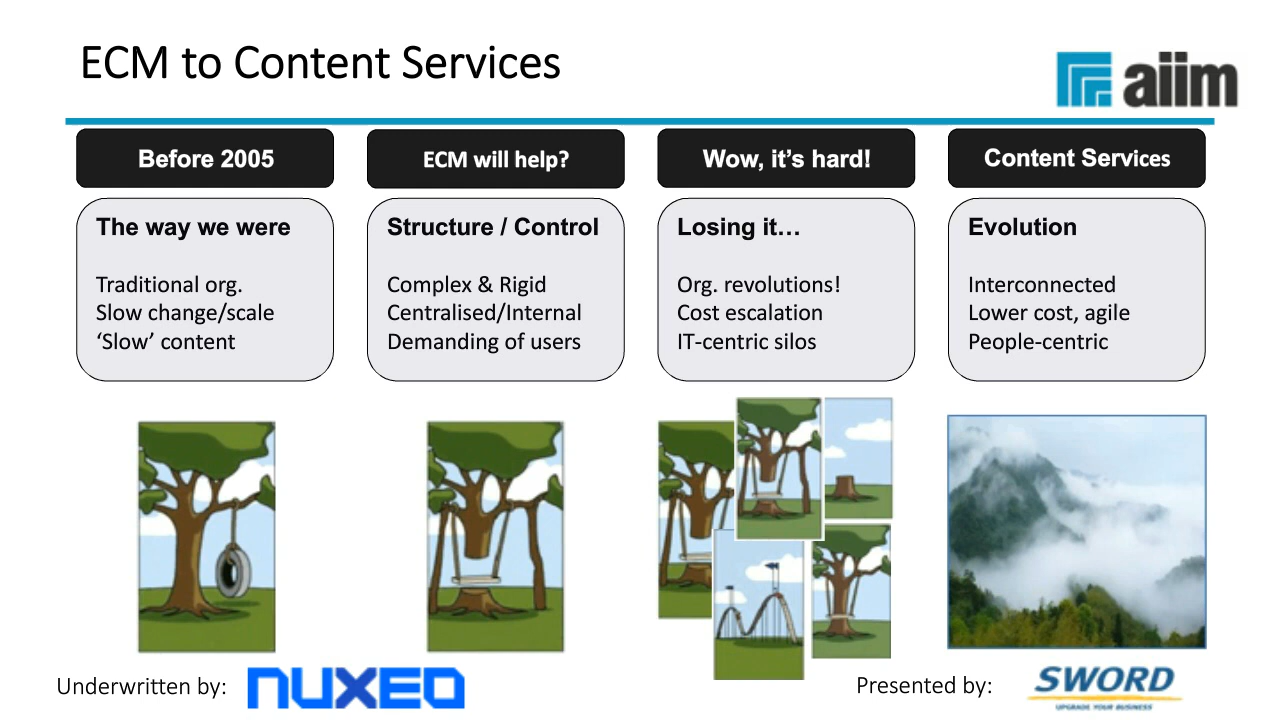 ECM to Content Services
aiim
Before 2005
The way we were
Traditional org.
Slow change/scale
‘Slow’ content
ECM will help?
Structure / Control
Complex & Rigid
Centralised/Internal
Demanding of users
Wow, it’s hard!
Losing it…
Org. revolutions!
Cost escalation
IT-centric silos
Content Services
Evolution
Interconnected
Lower cost, agile
People-centric
Underwritten by:
NUXEO
Presented by:
SWORD
UPGRADE YOUR BUSINESS